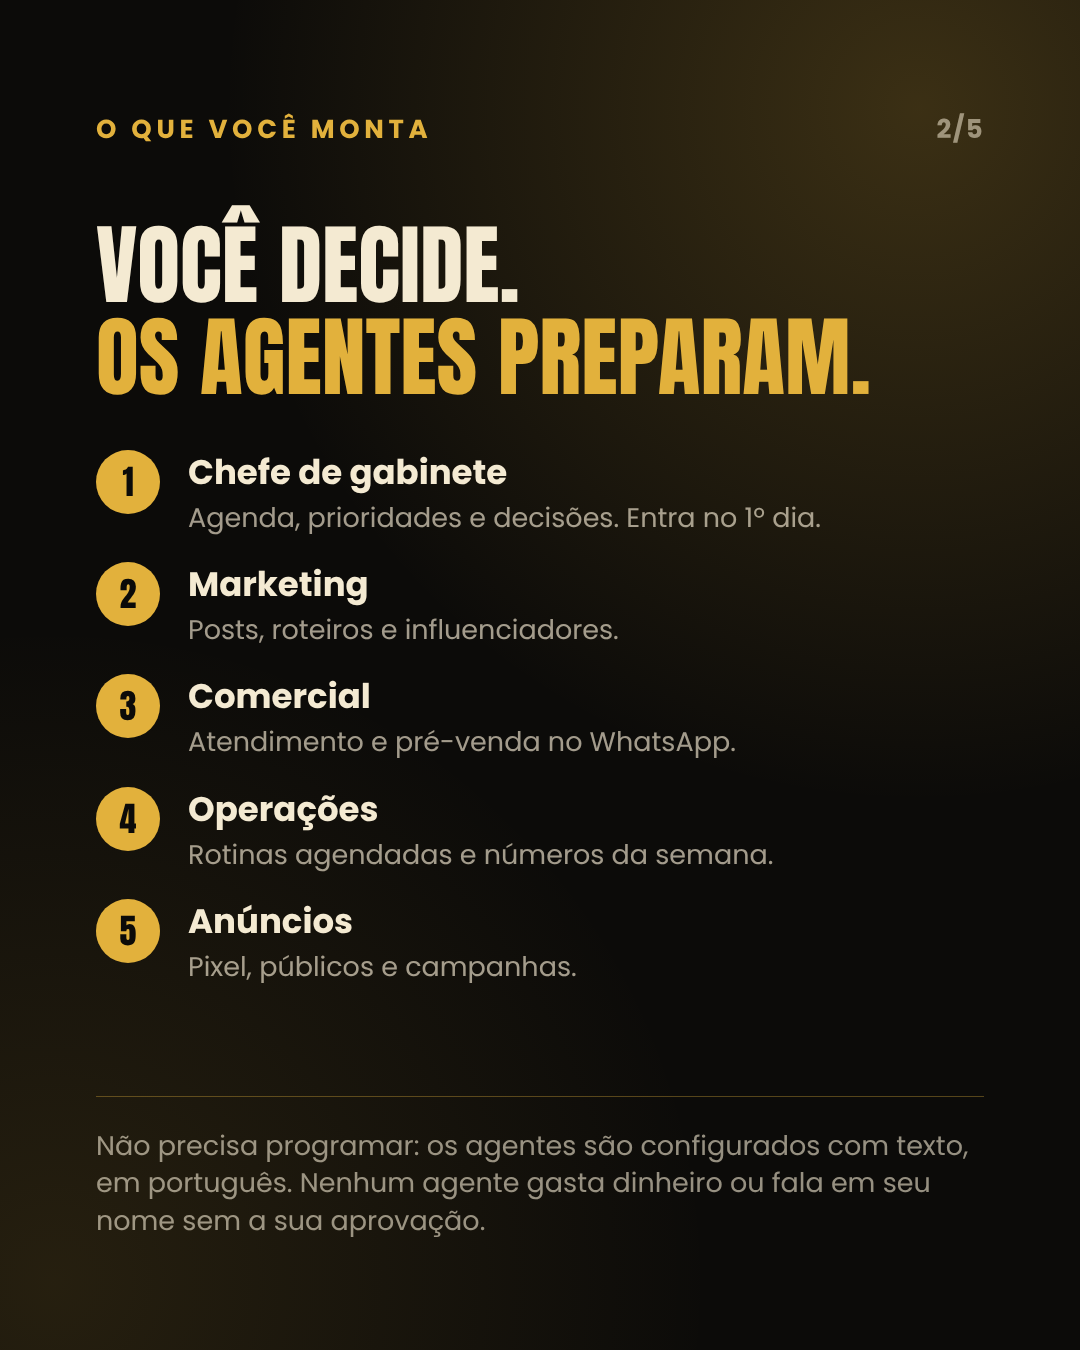 O QUE VOCÊ MONTA
2/5
VOCÊ DECIDE.
OS AGENTES PREPARAM.
1
Chefe de gabinete
Agenda, prioridades e decisões. Entra no 1º dia.
2
Marketing
Posts, roteiros e influenciadores.
3
Comercial
Atendimento e pré-venda no WhatsApp.
4
Operações
Rotinas agendadas e números da semana.
5
Anúncios
Pixel, públicos e campanhas.
Não precisa programar: os agentes são configurados com texto,
em português. Nenhum agente gasta dinheiro ou fala em seu
nome sem a sua aprovação.